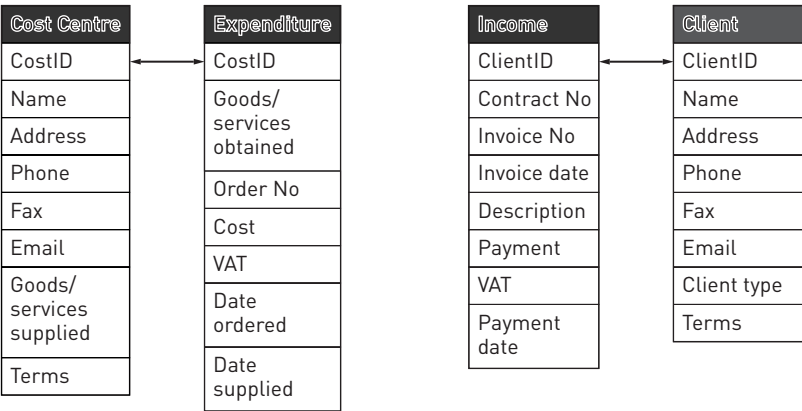 Cost Centre
CostID
Name
Address
Phone
Fax
Email
Goods/
services
supplied
Terms
Expenditure
CostID
Goods/
services
obtained
Order No
Cost
VAT
Date
ordered
Date
supplied
Income
ClientID
Contract No
Invoice No
Invoice date
Description
Payment
VAT
Payment
date
Client
ClientID
Name
Address
Phone
Fax
Email
Client type
Terms